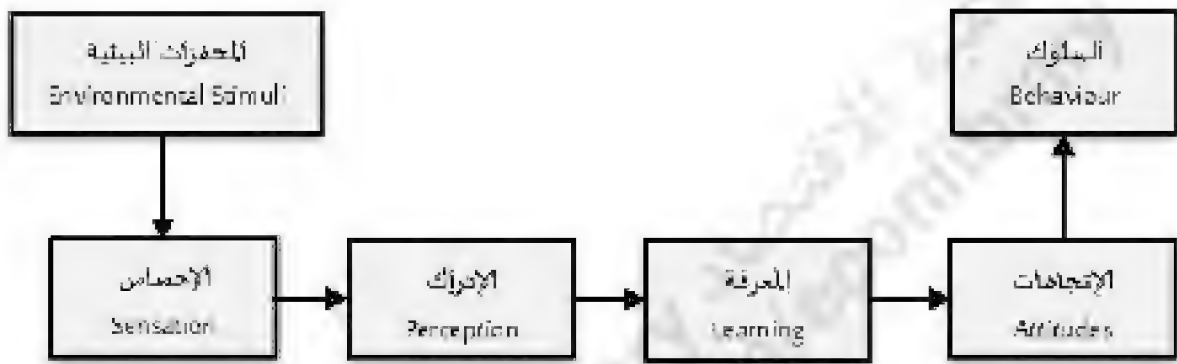 المحفزات البيئية
Environmental Stimuli
السلوك
Behaviour
الإحساس
Sensation
الإدراك
Perception
المعرفة
Learning
الإتجاهات
Attitudes